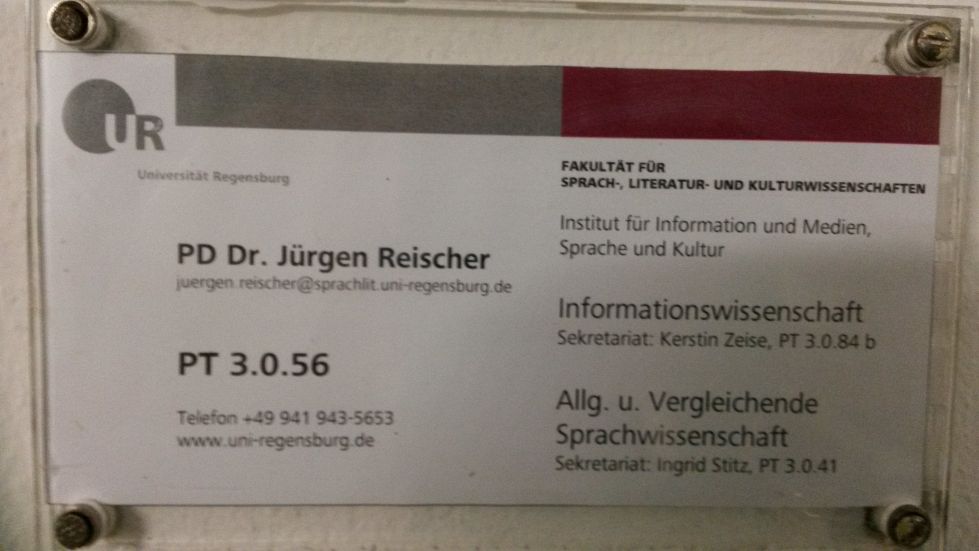 UR
Universität Regensburg
PD Dr. Jürgen Reischer
juergen.reischer@sprachlit.uni-regensburg.de
PT 3.0.56
Telefon +49 941 943-5653
www.uni-regensburg.de
FAKULTÄT FÜR
SPRACH-, LITERATUR- UND KULTURWISSENSCHAFTEN
Institut für Information und Medien,
Sprache und Kultur
Informationswissenschaft
Sekretariat: Kerstin Zeise, PT 3.0.84 b
Allg. u. Vergleichende
Sprachwissenschaft
Sekretariat: Ingrid Stitz, PT 3.0.41